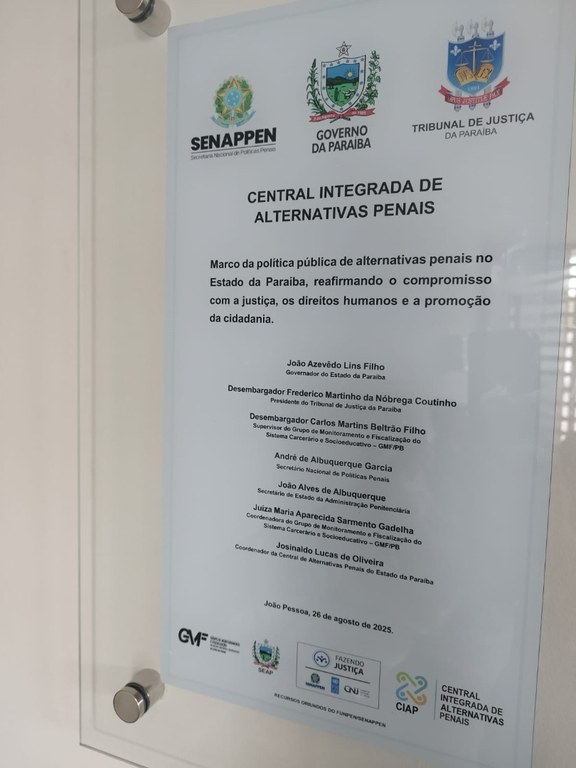 SENAPPEN
Secretaria Nacional de Políticas Penais
GOVERNO
DA PARAÍBA
TRIBUNAL DE JUSTIÇA
DA PARAÍBA
CENTRAL INTEGRADA DE
ALTERNATIVAS PENAIS
Marco da política pública de alternativas penais no
Estado da Paraíba, reafirmando o compromisso
com a justiça, os direitos humanos e a promoção
da cidadania.
João Azevêdo Lins Filho
Governador do Estado da Paraíba
Desembargador Frederico Martinho da Nóbrega Coutinho
Presidente do Tribunal de Justiça da Paraíba
Desembargador Carlos Martins Beltrão Filho
Supervisor do Grupo de Monitoramento e Fiscalização do
Sistema Carcerário e Socioeducativo – GMF/PB
André de Albuquerque Garcia
Secretário Nacional de Políticas Penais
João Alves de Albuquerque
Secretário de Estado da Administração Penitenciária
Juíza Maria Aparecida Sarmento Gadelha
Coordenadora do Grupo de Monitoramento e Fiscalização do
Sistema Carcerário e Socioeducativo – GMF/PB
Josinaldo Lucas de Oliveira
Coordenador da Central de Alternativas Penais do Estado da Paraíba
João Pessoa, 26 de agosto de 2025.
GMF
SEAP
FAZENDO
JUSTIÇA
SENAPPEN
CNJ
CIAP
CENTRAL
INTEGRADA DE
ALTERNATIVAS
PENAIS
RECURSOS ORIUNDOS DO FUNPEN/SENAPPEN